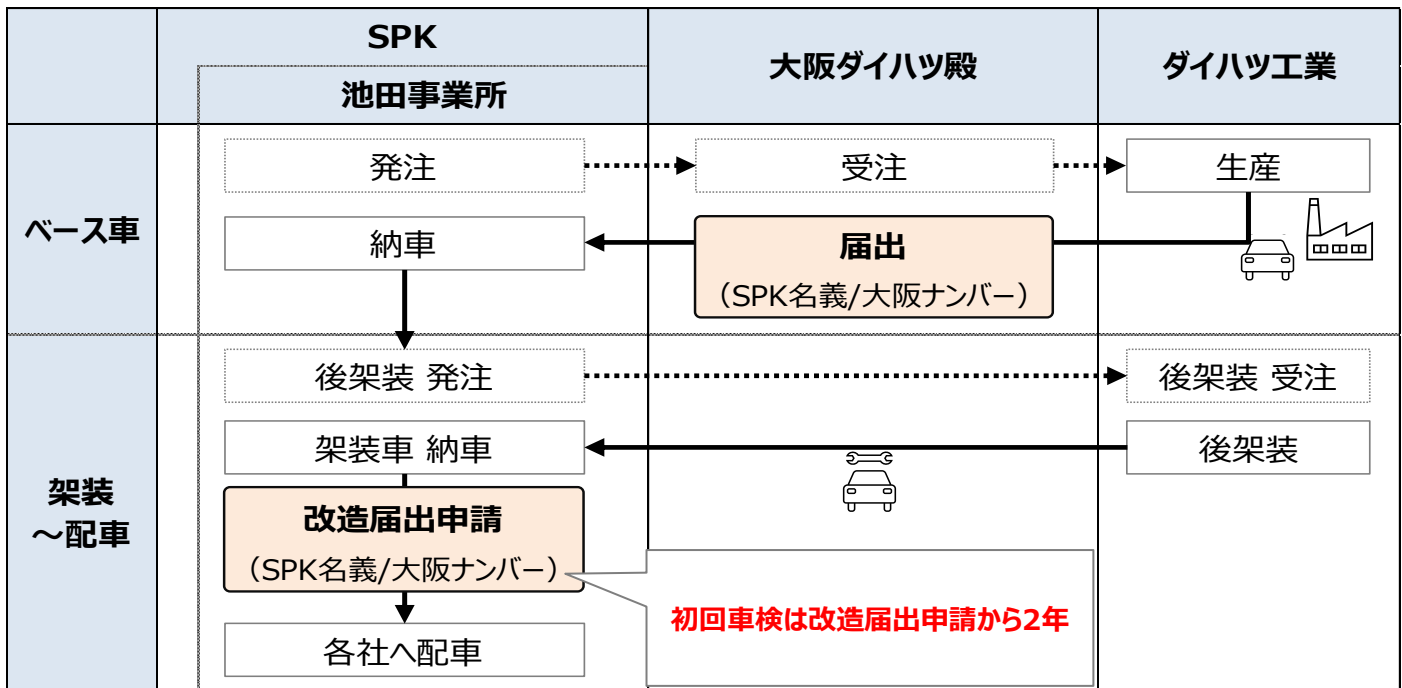 SPK
池田事業所
大阪ダイハツ殿
ダイハツ工業
ベース車
発注
受注
生産
納車
届出
（SPK名義/大阪ナンバー）
架装
～配車
後架装 発注
後架装 受注
架装車 納車
後架装
改造届出申請
（SPK名義/大阪ナンバー）
初回車検は改造届出申請から2年
各社へ配車